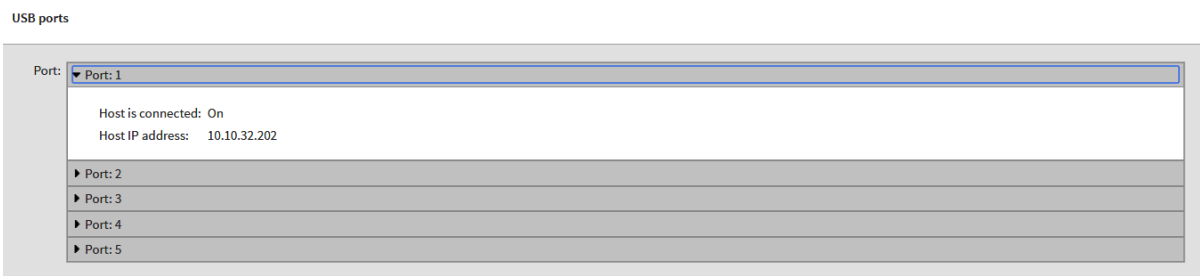 USB ports
Port:
Port: 1
Host is connected: On
Host IP address: 10.10.32.202
Port: 2
Port: 3
Port: 4
Port: 5